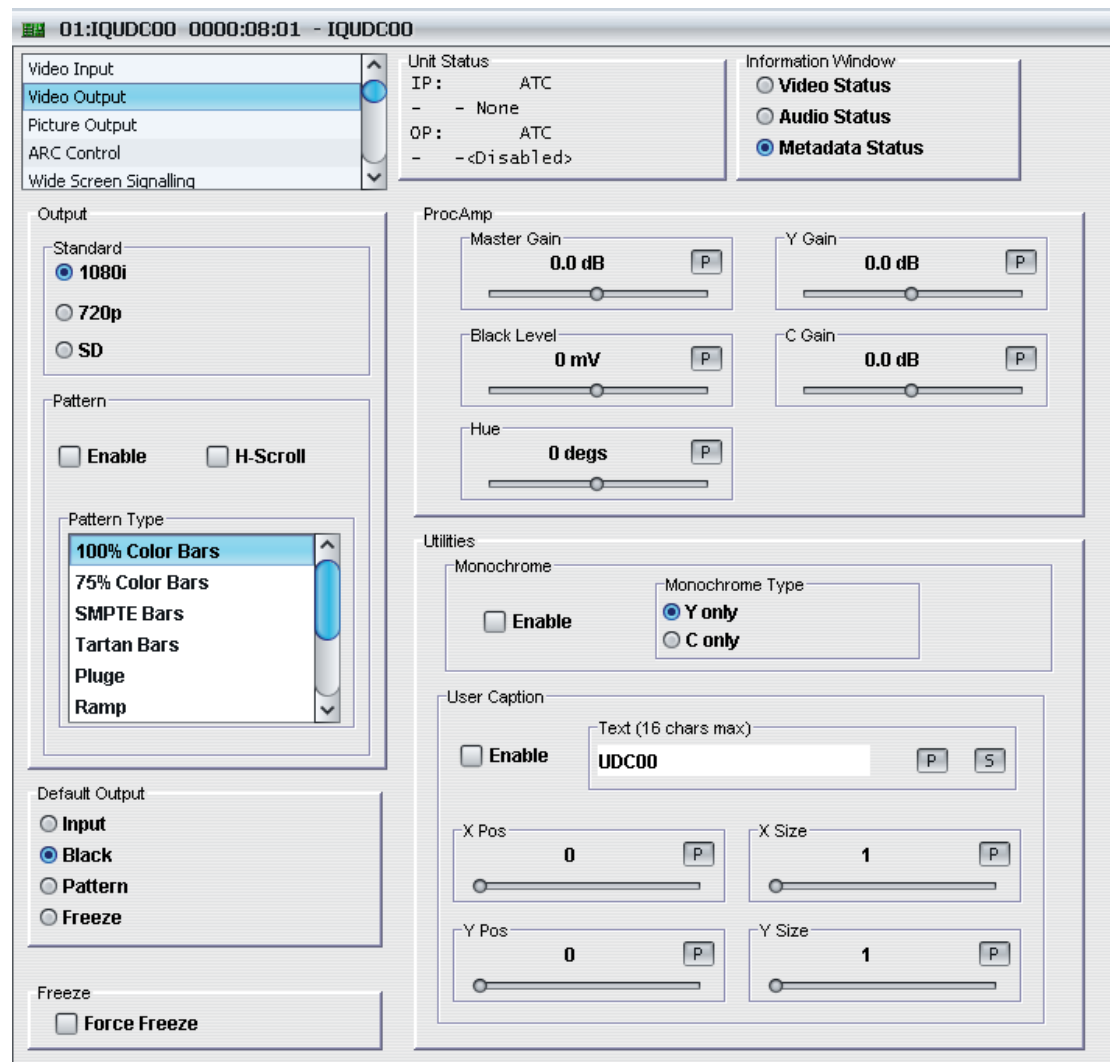 01:IQUDC00 0000:08:01 - IQUDC00
Video Input
Video Output
Picture Output
ARC Control
Wide Screen Signalling
Unit Status
IP: ATC
- - None
OP: ATC
- -<Disabled>
Information Window
Video Status
Audio Status
Metadata Status
Output
Standard
1080i
720p
SD
Pattern
Enable H-Scroll
Pattern Type
100% Color Bars
75% Color Bars
SMPTE Bars
Tartan Bars
Pluge
Ramp
Default Output
Input
Black
Pattern
Freeze
Freeze
Force Freeze
ProcAmp
Master Gain
0.0 dB P
Y Gain
0.0 dB P
Black Level
0 mV P
C Gain
0.0 dB P
Hue
0 degs P
Utilities
Monochrome
Enable
Monochrome Type
Y only
C only
User Caption
Enable
Text (16 chars max)
UDC00 P S
X Pos
0 P
X Size
1 P
Y Pos
0 P
Y Size
1 P